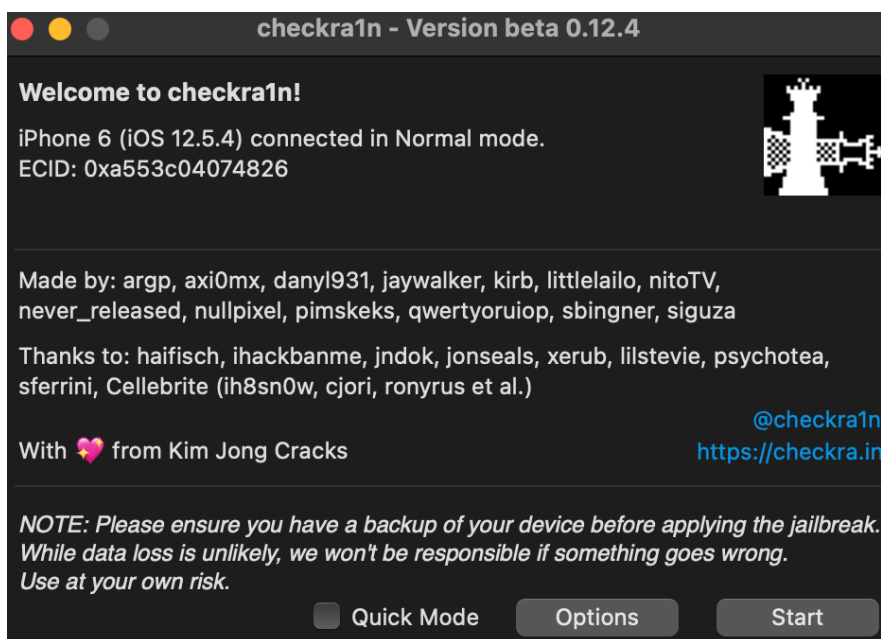 checkra1n - Version beta 0.12.4
Welcome to checkra1n!
iPhone 6 (iOS 12.5.4) connected in Normal mode.
ECID: 0xa553c04074826
Made by: argp, axi0mx, danyl931, jaywalker, kirb, littlelailo, nitoTV,
never_released, nullpixel, pimskeks, qwertyoruiop, sbingner, siguza
Thanks to: haifisch, ihackbanme, jndok, jonseals, xerub, lilstevie, psychotea,
sferrini, Cellebrite (ih8sn0w, cjori, ronyrus et al.)
@checkra1n
With 💖 from Kim Jong Cracks
https://checkra.in
NOTE: Please ensure you have a backup of your device before applying the jailbreak.
While data loss is unlikely, we won't be responsible if something goes wrong.
Use at your own risk.
Quick Mode
Options
Start